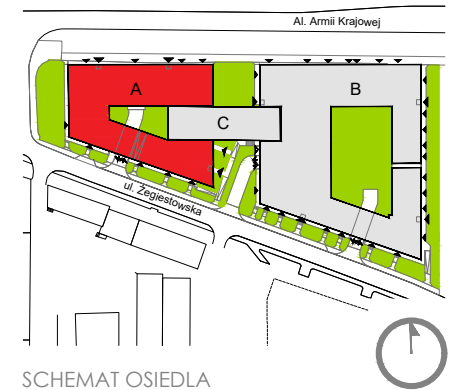 Al. Armii Krajowej
A
B
C
ul. Żegiestowska
SCHEMAT OSIEDLA